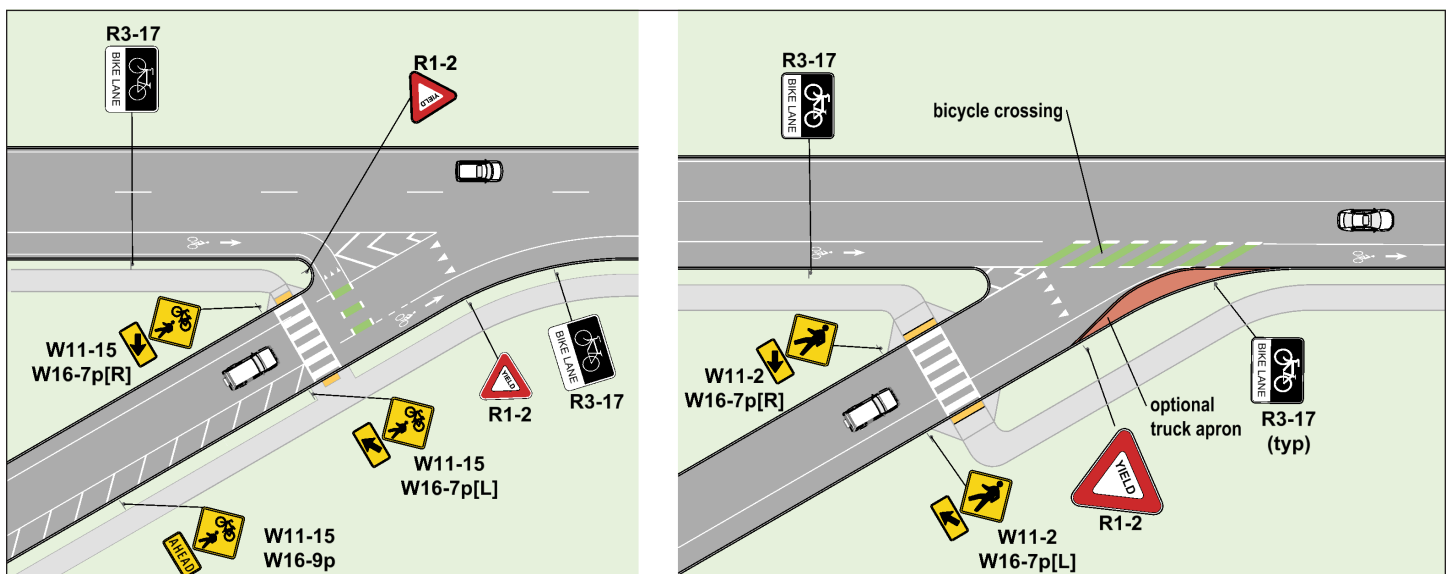 R3-17
BIKE LANE
R1-2
YIELD
W11-15
W16-7p[R]
YIELD
R1-2
BIKE LANE
R3-17
W11-15
W16-7p[L]
W11-15
W16-9p
AHEAD
R3-17
BIKE LANE
bicycle crossing
W11-2
W16-7p[R]
optional
truck apron
BIKE LANE
R3-17
(typ)
YIELD
R1-2
W11-2
W16-7p[L]